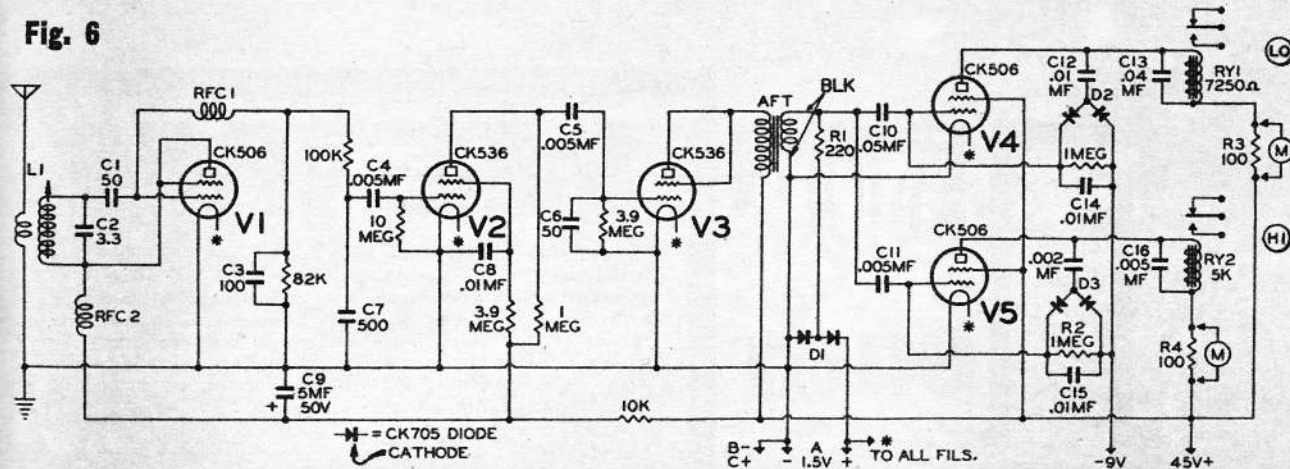 Fig. 6
RFC 1
CK506
L1
C1
50
C2
3.3
V1
*
RFC 2
C3
100
82K
C9
5MF
50V
+
100K
C4
.005MF
10
MEG
C7
500
CK536
V2
*
C8
.01MF
3.9
MEG
1
MEG
C5
.005MF
C6
50
3.9
MEG
CK536
V3
*
10K
= CK705 DIODE
CATHODE
AFT
BLK
R1
220
D1
C10
.05MF
C11
.005MF
CK506
V4
*
CK506
V5
*
C12
.01
MF
D2
1MEG
C14
.01MF
C13
.04
MF
RY1
7250Ω
LO
R3
100
M
.002
MF
D3
R2
1MEG
C15
.01MF
C16
.005
MF
RY2
5K
HI
R4
100
M
B-
C+
-
A
1.5V
+
* TO ALL FILS.
-9V
45V+